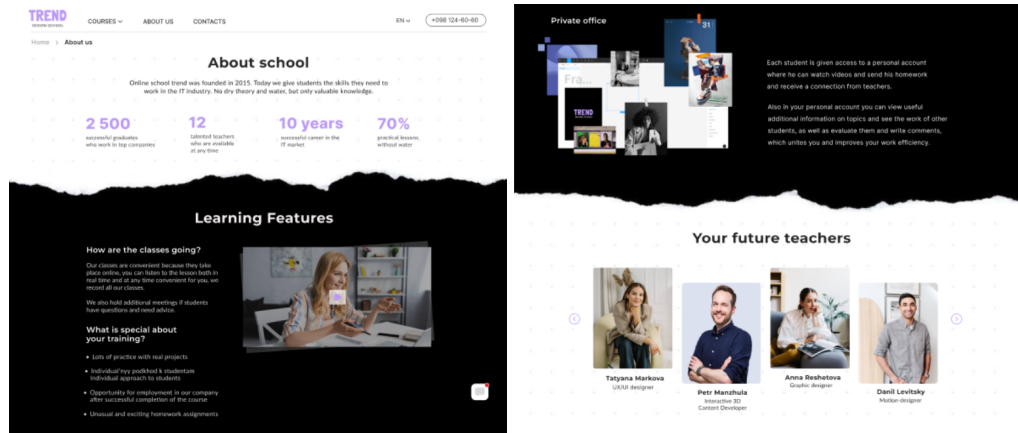 TREND
DESIGN SCHOOL
COURSES
ABOUT US
CONTACTS
EN
+098 124-60-60
Home > About us
About school
Online school trend was founded in 2015. Today we give students the skills they need to
work in the IT industry. No dry theory and water, but only valuable knowledge.
2 500
successful graduates
who work in top companies
12
talented teachers
who are available
at any time
10 years
successful career in the
IT market
70%
practical lessons,
without water
Learning Features
How are the classes going?
Our classes are convenient because they take
place online, you can listen to the lesson both in
real time and at any time convenient for you, we
record all our classes.
We also hold additional meetings if students
have questions and need advice.
What is special about
your training?
• Lots of practice with real projects
• Individual'nyy podkhod k studentam
Individual approach to students
• Opportunity for employment in our company
after successful completion of the course
• Unusual and exciting homework assignments
Private office
31
Fra...
TREND
Each student is given access to a personal account
where he can watch videos and send his homework
and receive a connection from teachers.
Also in your personal account you can view useful
additional information on topics and see the work of other
students, as well as evaluate them and write comments,
which unites you and improves your work efficiency.
Your future teachers
Tatyana Markova
UX/UI designer
Petr Manzhula
Interactive 3D
Content Developer
Anna Reshetova
Graphic designer
Danil Levitsky
Motion-designer